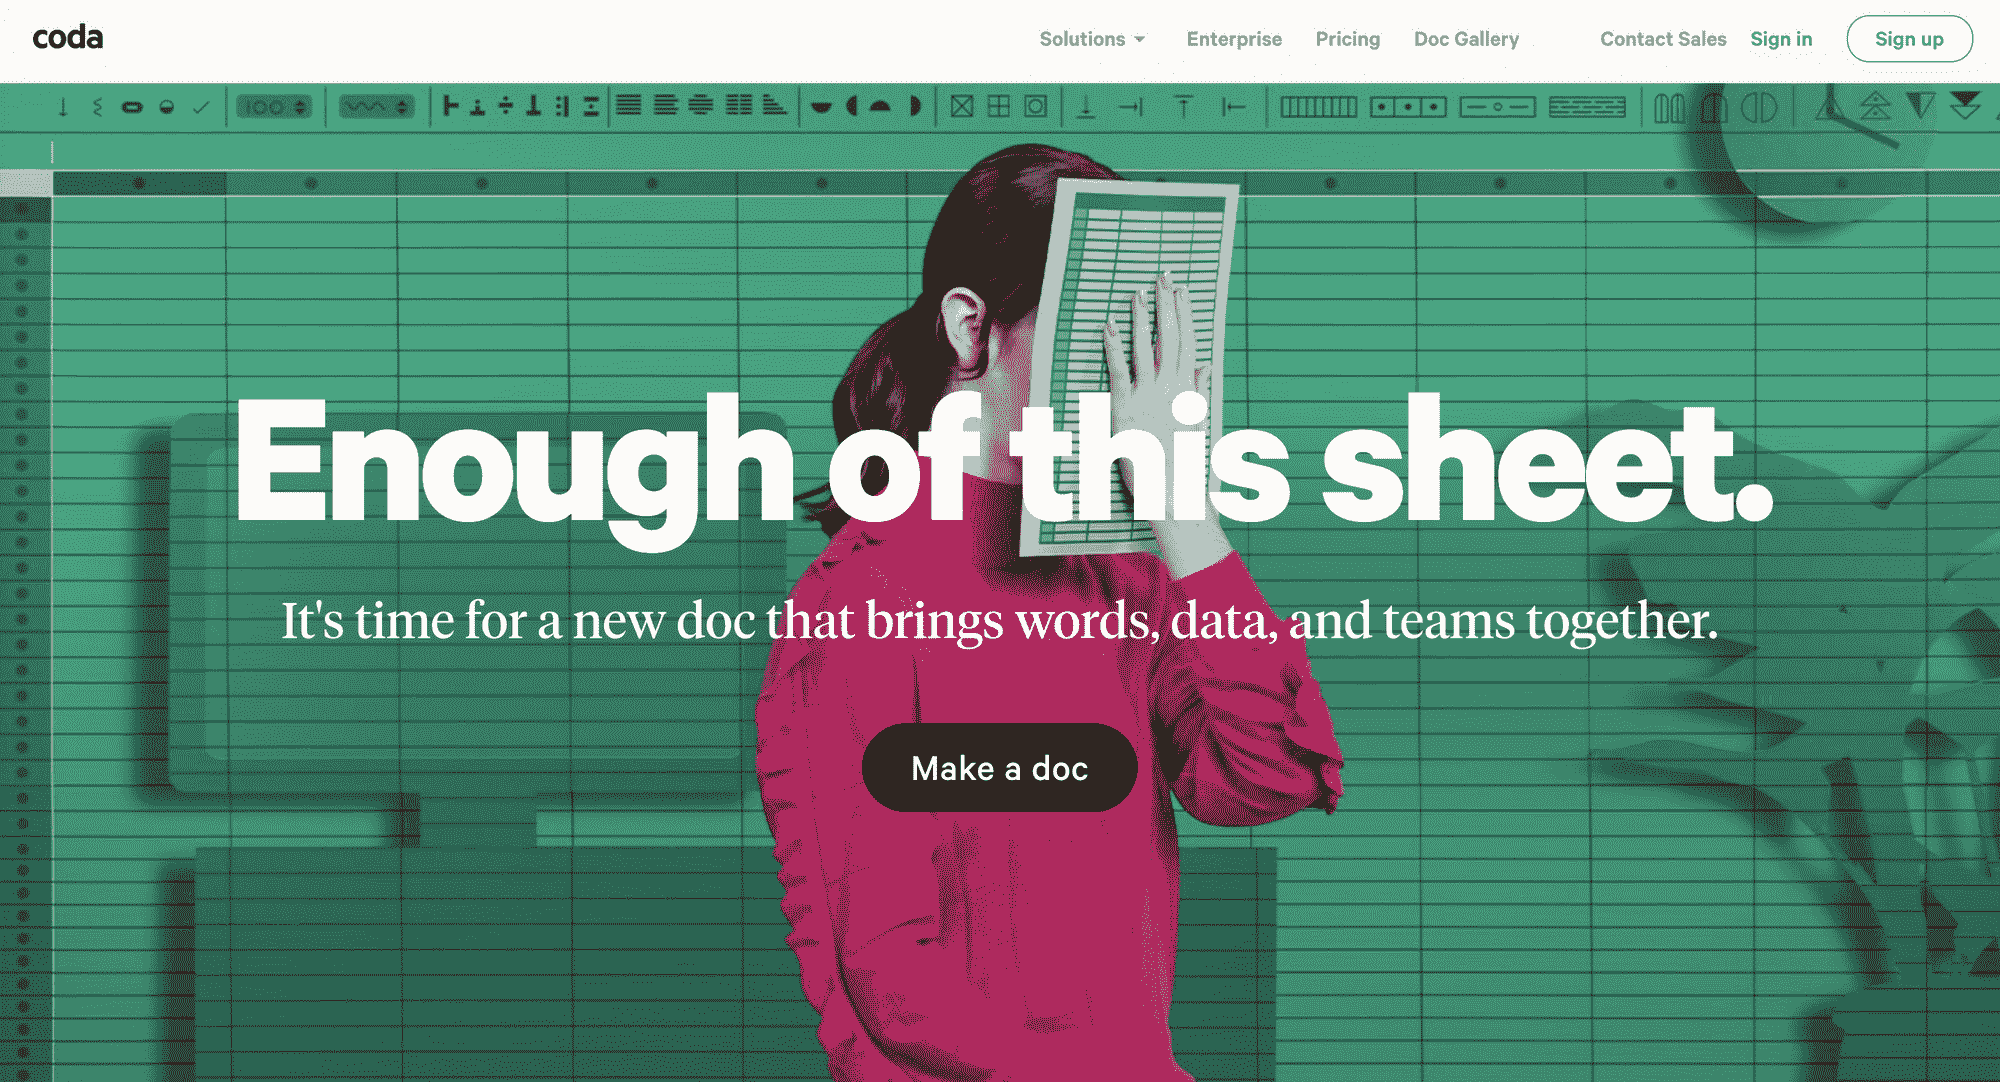 coda
Solutions Enterprise Pricing Doc Gallery Contact Sales Sign in Sign up
100
Enough of this sheet.
It's time for a new doc that brings words, data, and teams together.
Make a doc